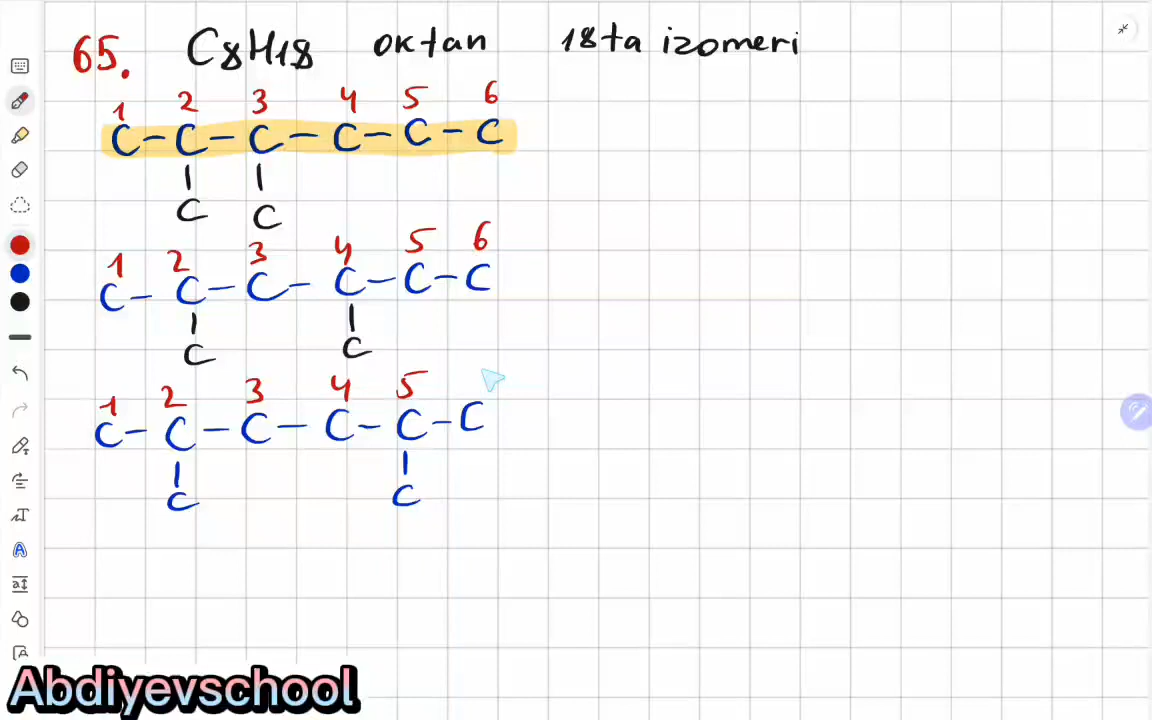 65. C8H18 oktan 18ta izomeri
1 2 3 4 5 6
C-C-C-C-C-C
| |
C C
1 2 3 4 5 6
C-C-C-C-C-C
| |
C C
1 2 3 4 5
C-C-C-C-C-C
| |
C C
Abdiyevschool